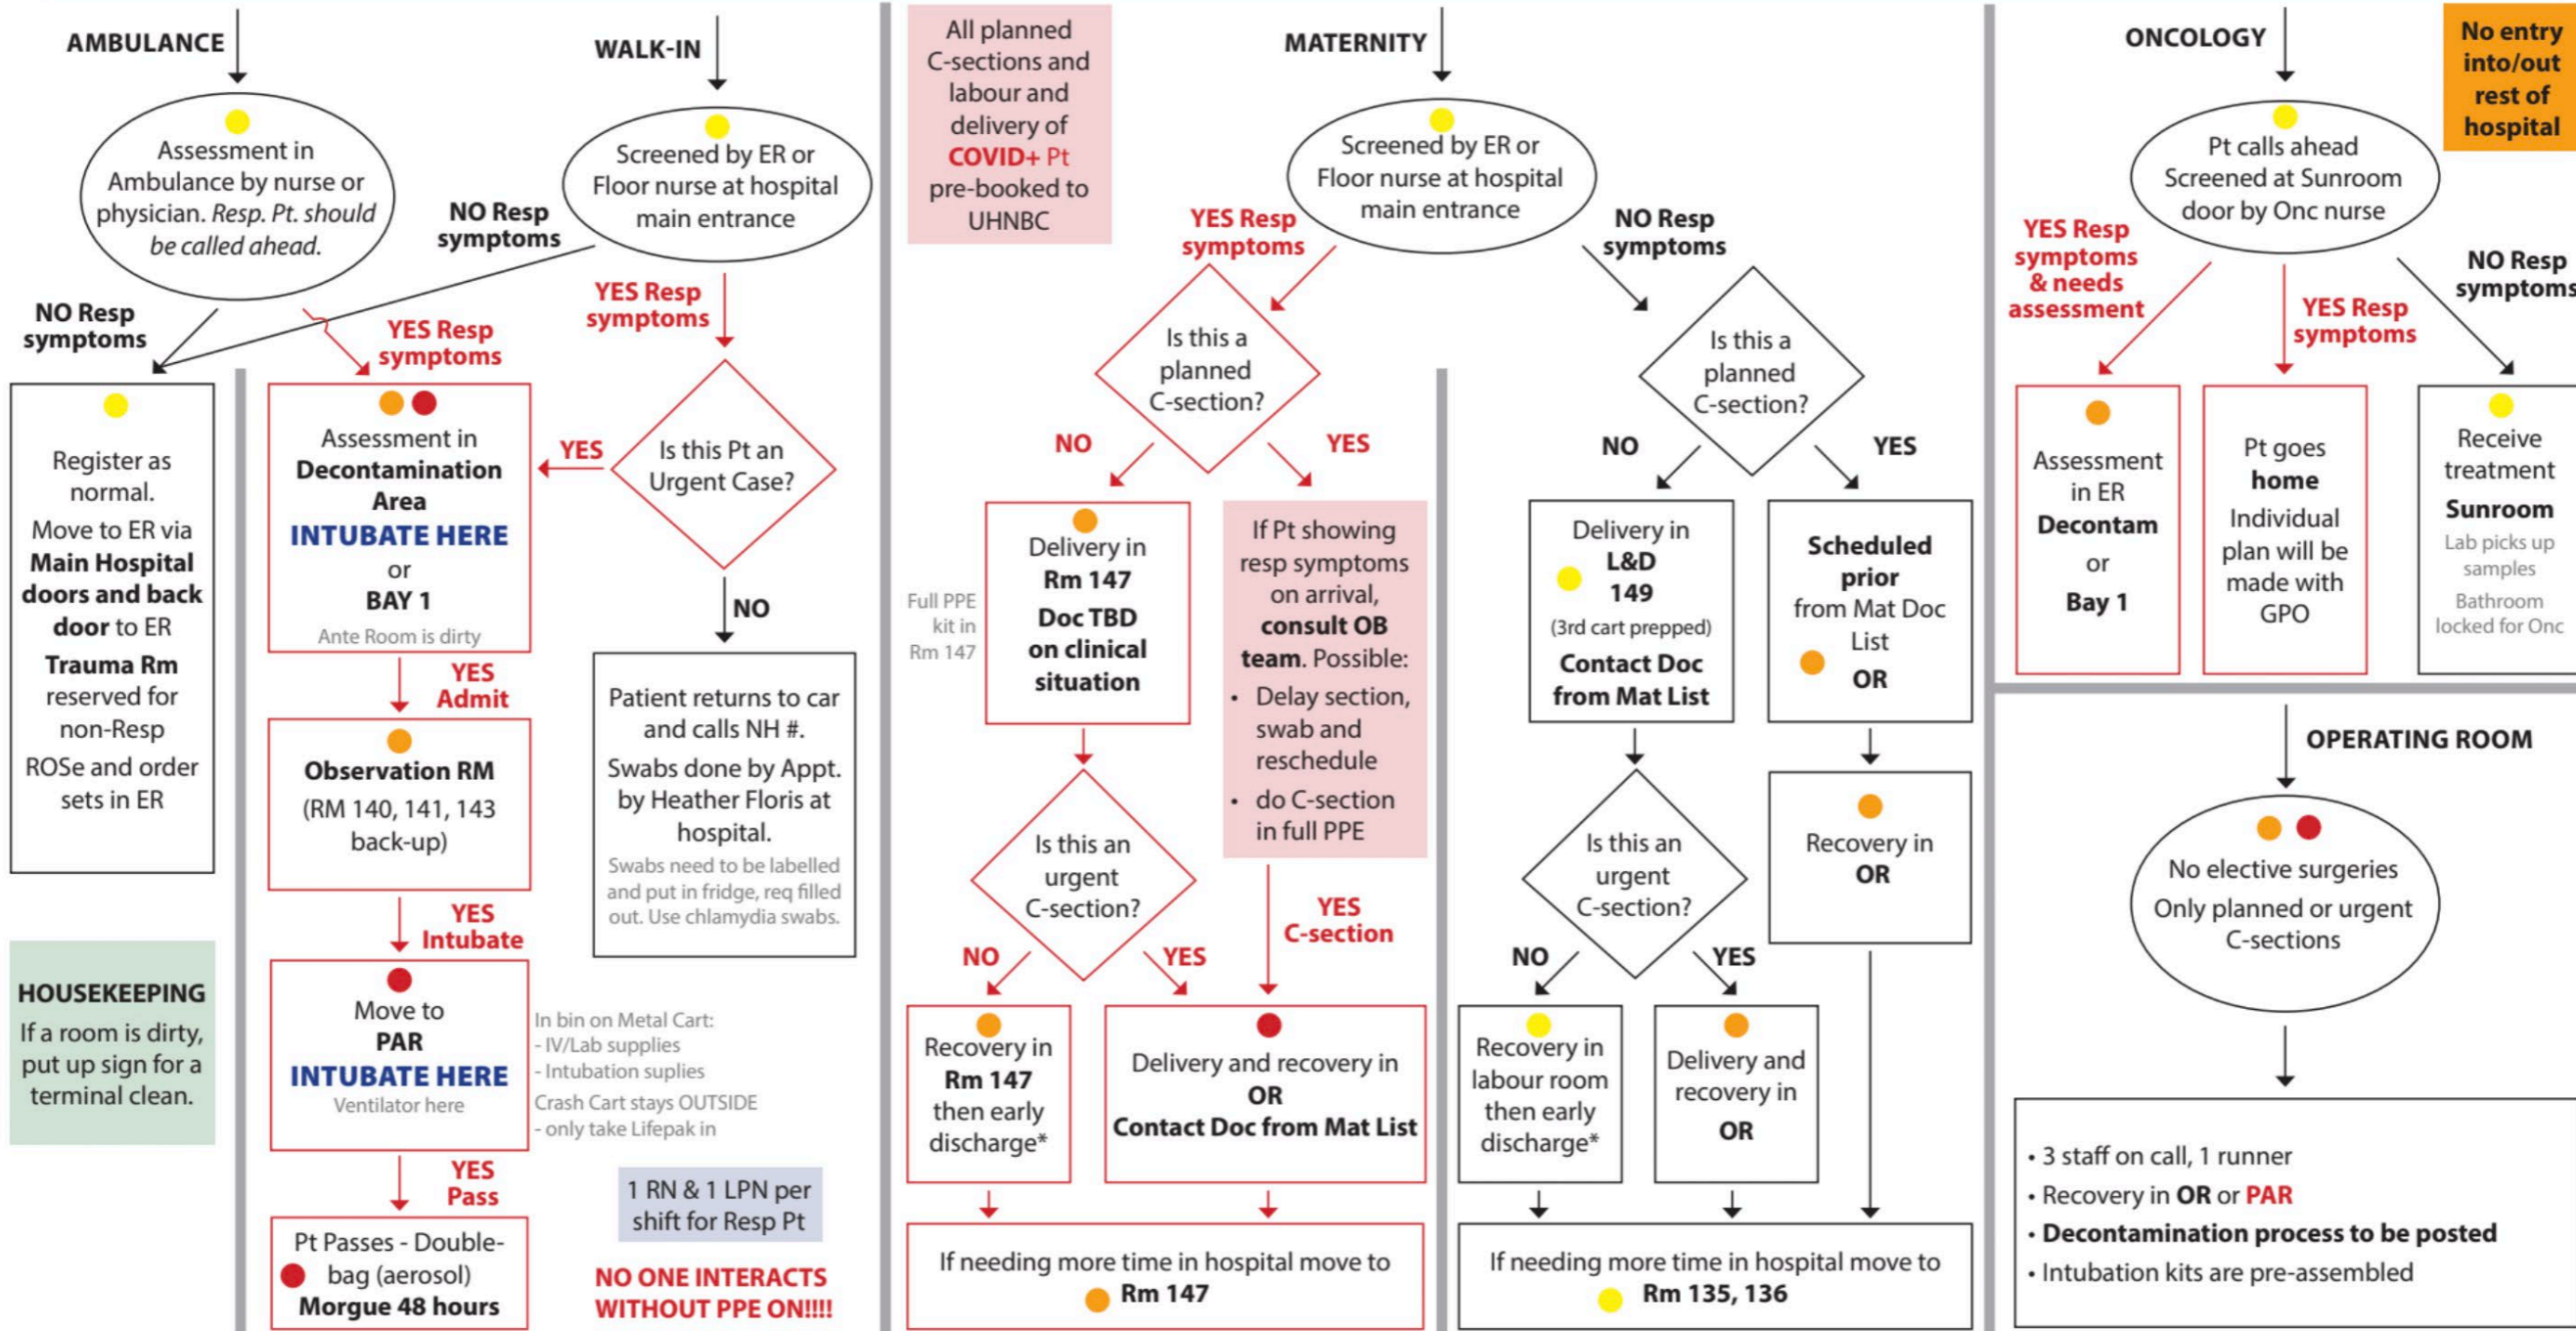 AMBULANCE
Assessment in
Ambulance by nurse or
physician. Resp. Pt. should
be called ahead.
NO Resp
symptoms
YES Resp
symptoms
Register as
normal.
Move to ER via
Main Hospital
doors and back
door to ER
Trauma Rm
reserved for
non-Resp
ROSe and order
sets in ER
HOUSEKEEPING
If a room is dirty,
put up sign for a
terminal clean.
WALK-IN
Screened by ER or
Floor nurse at hospital
main entrance
NO Resp
symptoms
YES Resp
symptoms
Is this Pt an
Urgent Case?
YES
NO
Assessment in
Decontamination
Area
INTUBATE HERE
or
BAY 1
Ante Room is dirty
YES
Admit
Observation RM
(RM 140, 141, 143
back-up)
YES
Intubate
Move to
PAR
INTUBATE HERE
Ventilator here
In bin on Metal Cart:
- IV/Lab supplies
- Intubation suplies
Crash Cart stays OUTSIDE
- only take Lifepak in
YES
Pass
Pt Passes - Double-
bag (aerosol)
Morgue 48 hours
Patient returns to car
and calls NH #.
Swabs done by Appt.
by Heather Floris at
hospital.
Swabs need to be labelled
and put in fridge, req filled
out. Use chlamydia swabs.
1 RN & 1 LPN per
shift for Resp Pt
NO ONE INTERACTS
WITHOUT PPE ON!!!!
All planned
C-sections and
labour and
delivery of
COVID+ Pt
pre-booked to
UHNBC
MATERNITY
Screened by ER or
Floor nurse at hospital
main entrance
YES Resp
symptoms
NO Resp
symptoms
Is this a
planned
C-section?
NO
YES
Full PPE
kit in
Rm 147
Delivery in
Rm 147
Doc TBD
on clinical
situation
If Pt showing
resp symptoms
on arrival,
consult OB
team. Possible:
• Delay section,
swab and
reschedule
• do C-section
in full PPE
Is this an
urgent
C-section?
NO
YES
YES
C-section
Recovery in
Rm 147
then early
discharge*
Delivery and recovery in
OR
Contact Doc from Mat List
If needing more time in hospital move to
Rm 147
Is this a
planned
C-section?
NO
YES
Delivery in
L&D
149
(3rd cart prepped)
Contact Doc
from Mat List
Scheduled
prior
from Mat Doc
List
OR
Is this an
urgent
C-section?
Recovery in
OR
NO
YES
Recovery in
labour room
then early
discharge*
Delivery and
recovery in
OR
If needing more time in hospital move to
Rm 135, 136
ONCOLOGY
No entry
into/out
rest of
hospital
Pt calls ahead
Screened at Sunroom
door by Onc nurse
YES Resp
symptoms
& needs
assessment
YES Resp
symptoms
NO Resp
symptoms
Assessment
in ER
Decontam
or
Bay 1
Pt goes
home
Individual
plan will be
made with
GPO
Receive
treatment
Sunroom
Lab picks up
samples
Bathroom
locked for Onc
OPERATING ROOM
No elective surgeries
Only planned or urgent
C-sections
• 3 staff on call, 1 runner
• Recovery in OR or PAR
• Decontamination process to be posted
• Intubation kits are pre-assembled